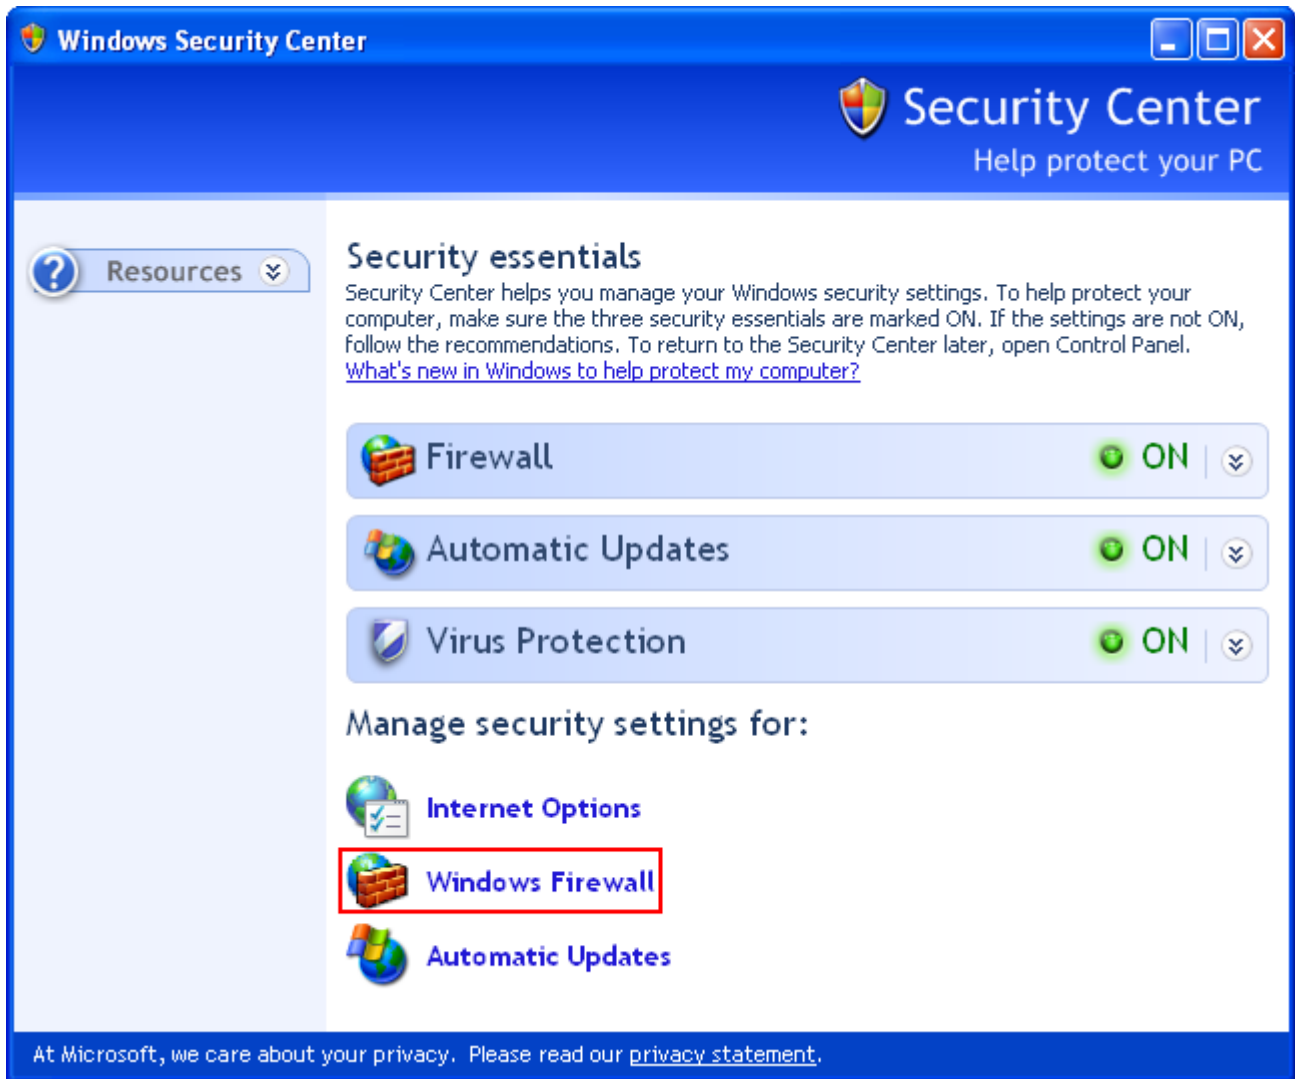 Windows Security Center
Security Center
Help protect your PC
Resources
Security essentials
Security Center helps you manage your Windows security settings. To help protect your
computer, make sure the three security essentials are marked ON. If the settings are not ON,
follow the recommendations. To return to the Security Center later, open Control Panel.
What's new in Windows to help protect my computer?
Firewall ON
Automatic Updates ON
Virus Protection ON
Manage security settings for:
Internet Options
Windows Firewall
Automatic Updates
At Microsoft, we care about your privacy. Please read our privacy statement.